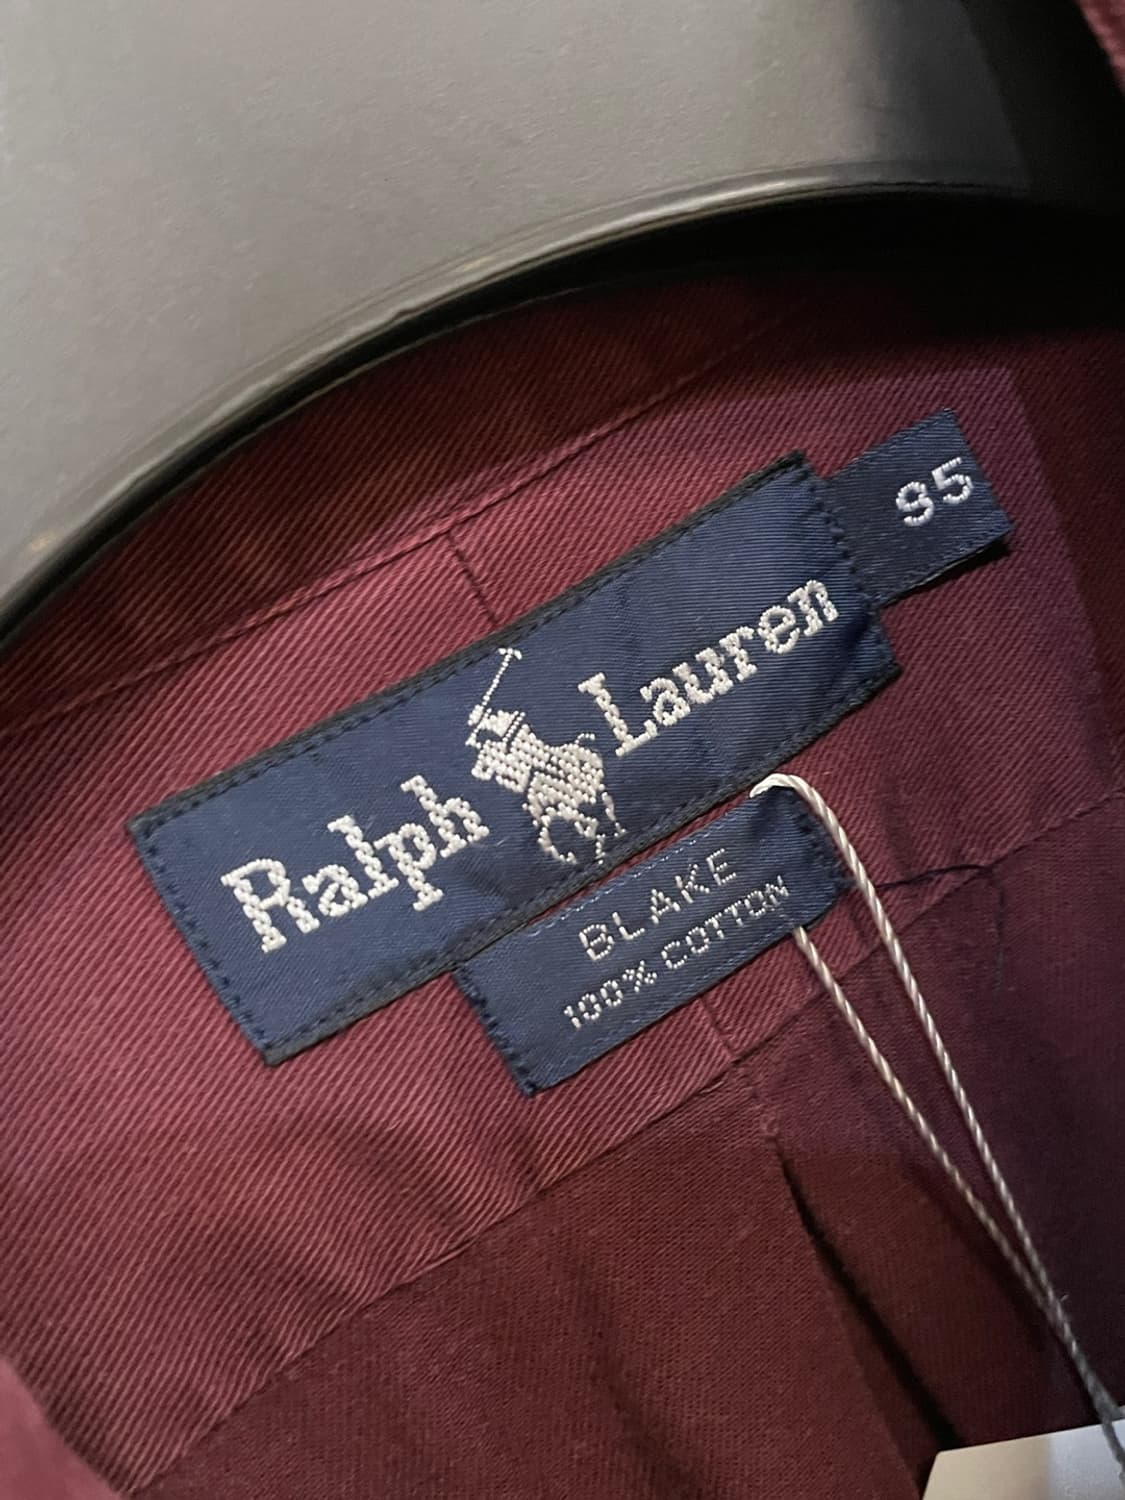 95
Ralph Lauren
BLAKE
100% COTTON